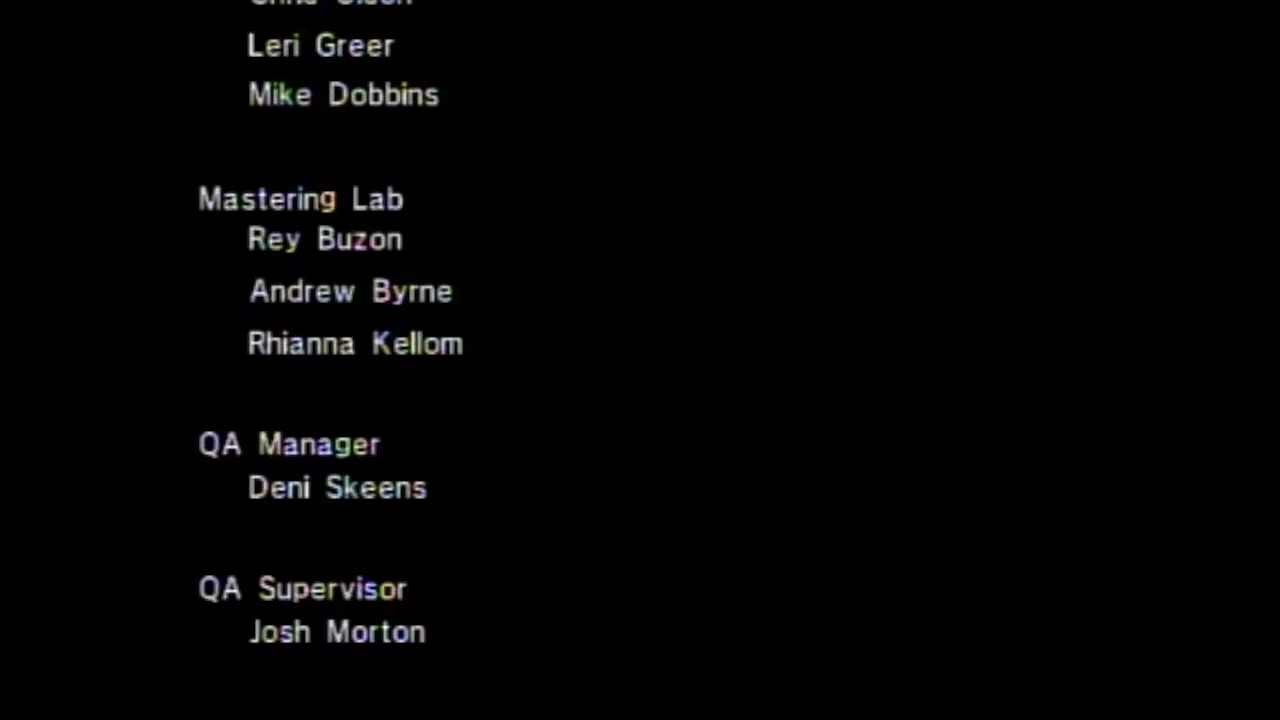 Leri Greer
Mike Dobbins
Mastering Lab
Rey Buzon
Andrew Byrne
Rhianna Kellom
QA Manager
Deni Skeens
QA Supervisor
Josh Morton